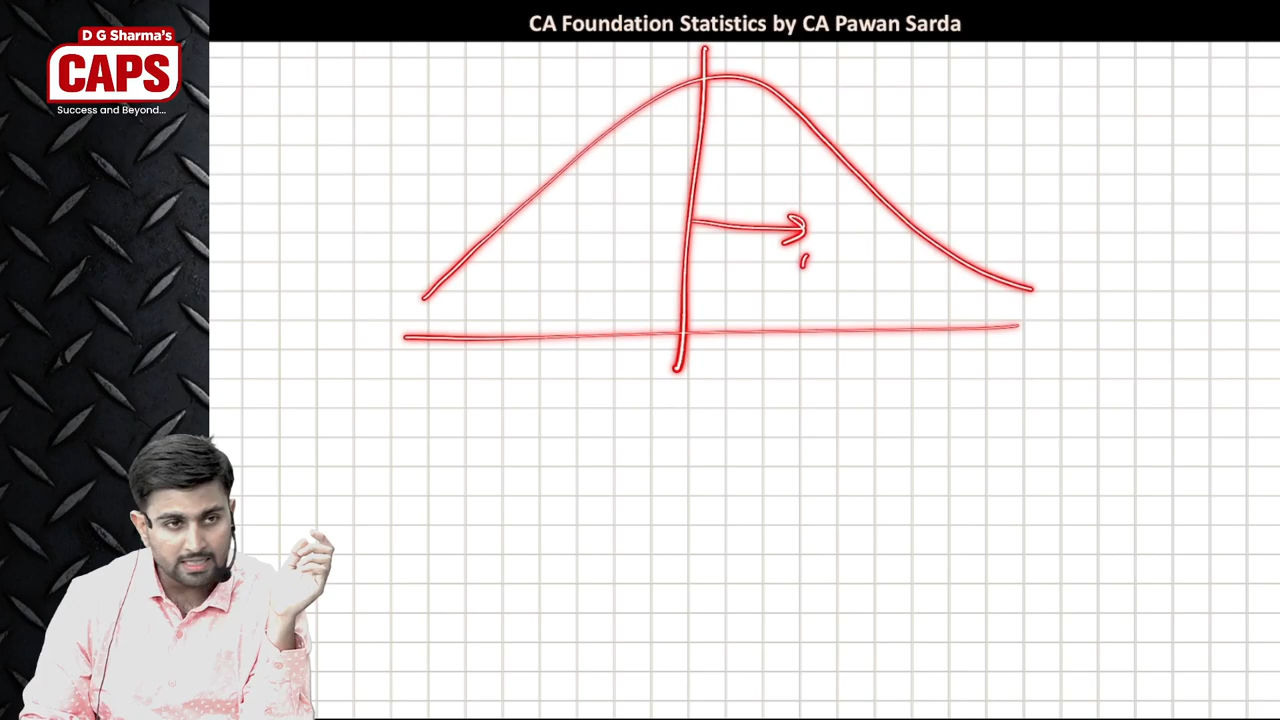 CA Foundation Statistics by CA Pawan Sarda
D G Sharma's
CAPS
Success and Beyond...